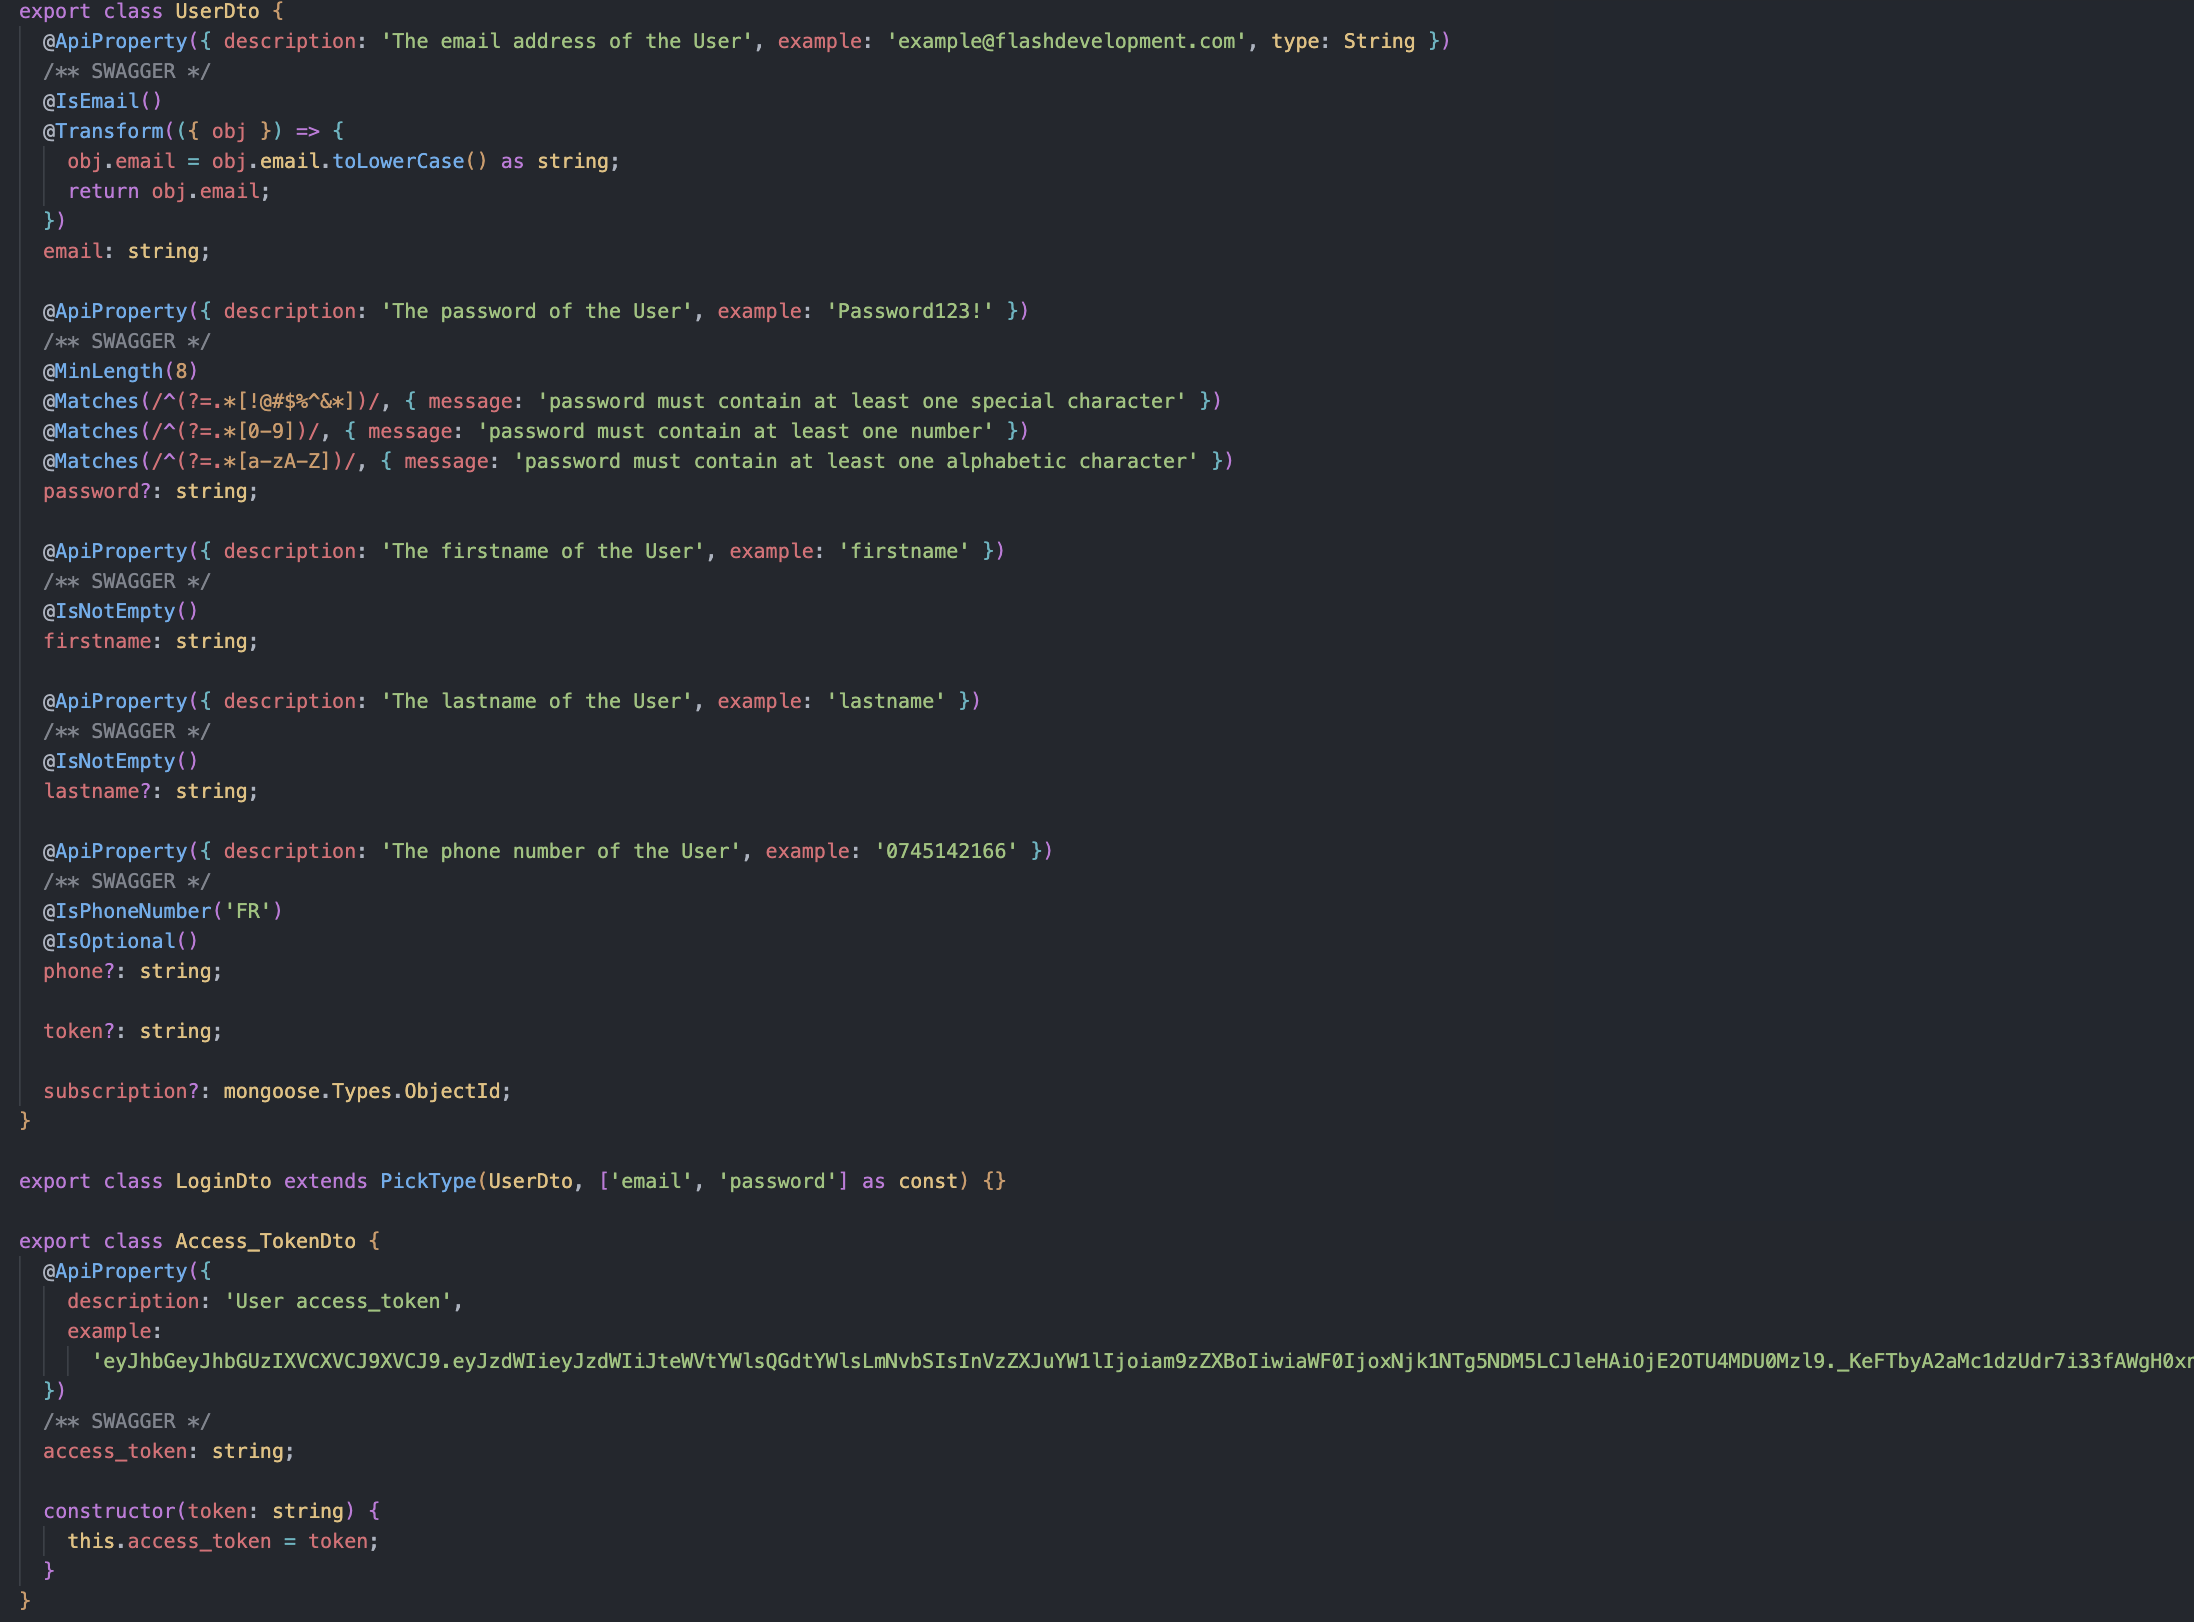 export class UserDto {
  @ApiProperty({ description: 'The email address of the User', example: 'example@flashdevelopment.com', type: String })
  /** SWAGGER */
  @IsEmail()
  @Transform(({ obj }) => {
    obj.email = obj.email.toLowerCase() as string;
    return obj.email;
  })
  email: string;

  @ApiProperty({ description: 'The password of the User', example: 'Password123!' })
  /** SWAGGER */
  @MinLength(8)
  @Matches(/^(?=.*[!@#$%^&*])/, { message: 'password must contain at least one special character' })
  @Matches(/^(?=.*[0-9])/, { message: 'password must contain at least one number' })
  @Matches(/^(?=.*[a-zA-Z])/, { message: 'password must contain at least one alphabetic character' })
  password?: string;

  @ApiProperty({ description: 'The firstname of the User', example: 'firstname' })
  /** SWAGGER */
  @IsNotEmpty()
  firstname: string;

  @ApiProperty({ description: 'The lastname of the User', example: 'lastname' })
  /** SWAGGER */
  @IsNotEmpty()
  lastname?: string;

  @ApiProperty({ description: 'The phone number of the User', example: '0745142166' })
  /** SWAGGER */
  @IsPhoneNumber('FR')
  @IsOptional()
  phone?: string;

  token?: string;

  subscription?: mongoose.Types.ObjectId;
}

export class LoginDto extends PickType(UserDto, ['email', 'password'] as const) {}

export class Access_TokenDto {
  @ApiProperty({
    description: 'User access_token',
    example:
      'eyJhbGeyJhbGUzIXVCXVCJ9XVCJ9.eyJzdWIieyJzdWIiJteWVtYWlsQGdtYWlsLmNvbSIsInVzZXJuYW1lIjoiam9zZXBoIiwiaWF0IjoxNjk1NTg5NDM5LCJleHAiOjE2OTU4MDU0Mzl9._KeFTbyA2aMc1dzUdr7i33fAWgH0xr
  })
  /** SWAGGER */
  access_token: string;

  constructor(token: string) {
    this.access_token = token;
  }
}